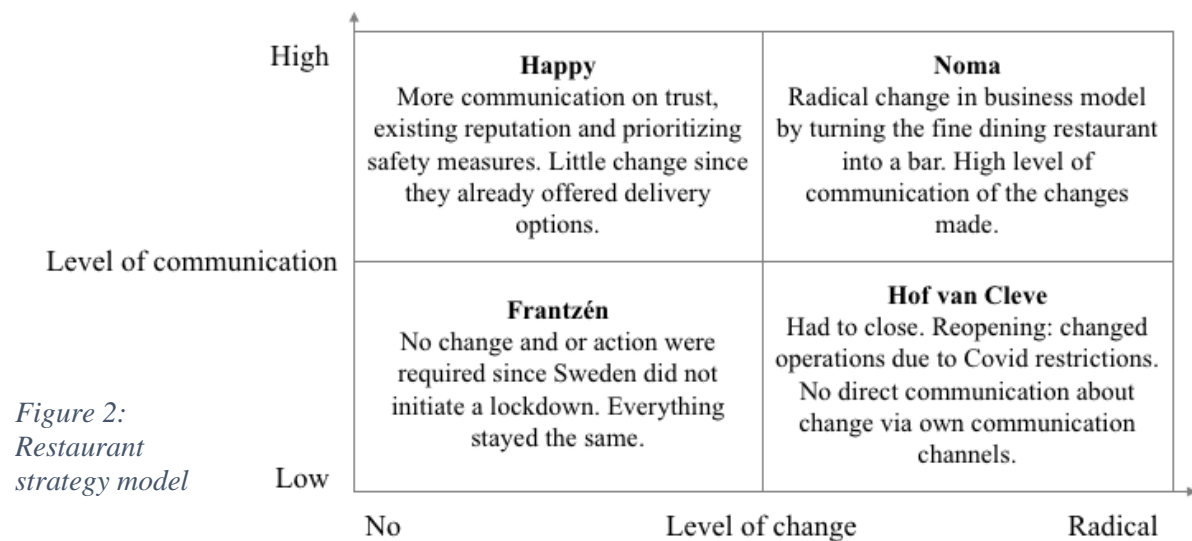 High
Happy
More communication on trust,
existing reputation and prioritizing
safety measures. Little change since
they already offered delivery
options.
Noma
Radical change in business model
by turning the fine dining restaurant
into a bar. High level of
communication of the changes
made.
Level of communication
Frantzén
No change and or action were
required since Sweden did not
initiate a lockdown. Everything
stayed the same.
Hof van Cleve
Had to close. Reopening: changed
operations due to Covid restrictions.
No direct communication about
change via own communication
channels.
Figure 2:
Restaurant
strategy model
Low
No
Level of change
Radical